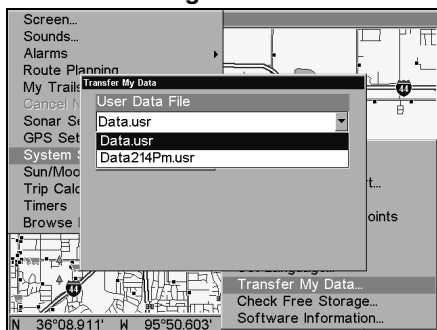 Screen...
Sounds...
Alarms
Route Planning
My Trails
Cancel N
Sonar Se
GPS Set
System S
Sun/Moo
Trip Calc
Timers
Browse
Transfer My Data
User Data File
Data.usr
Data.usr
Data214Pm.usr
44
t...
oints
Set Language...
Transfer My Data...
Check Free Storage...
Software Information...
44
N 36°08.911' W 95°50.603'